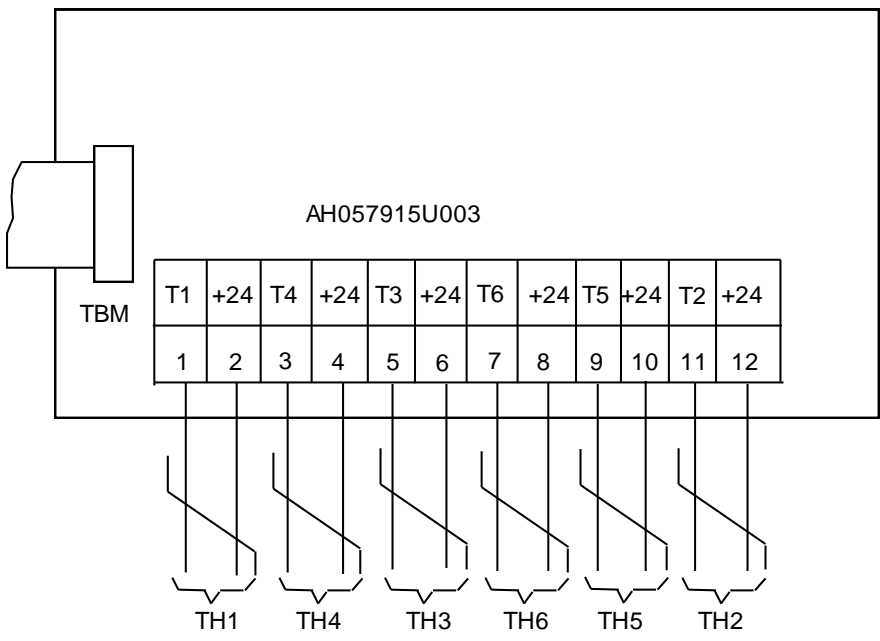 AH057915U003
TBM
T1 +24 T4 +24 T3 +24 T6 +24 T5 +24 T2 +24
1 2 3 4 5 6 7 8 9 10 11 12
TH1 TH4 TH3 TH6 TH5 TH2